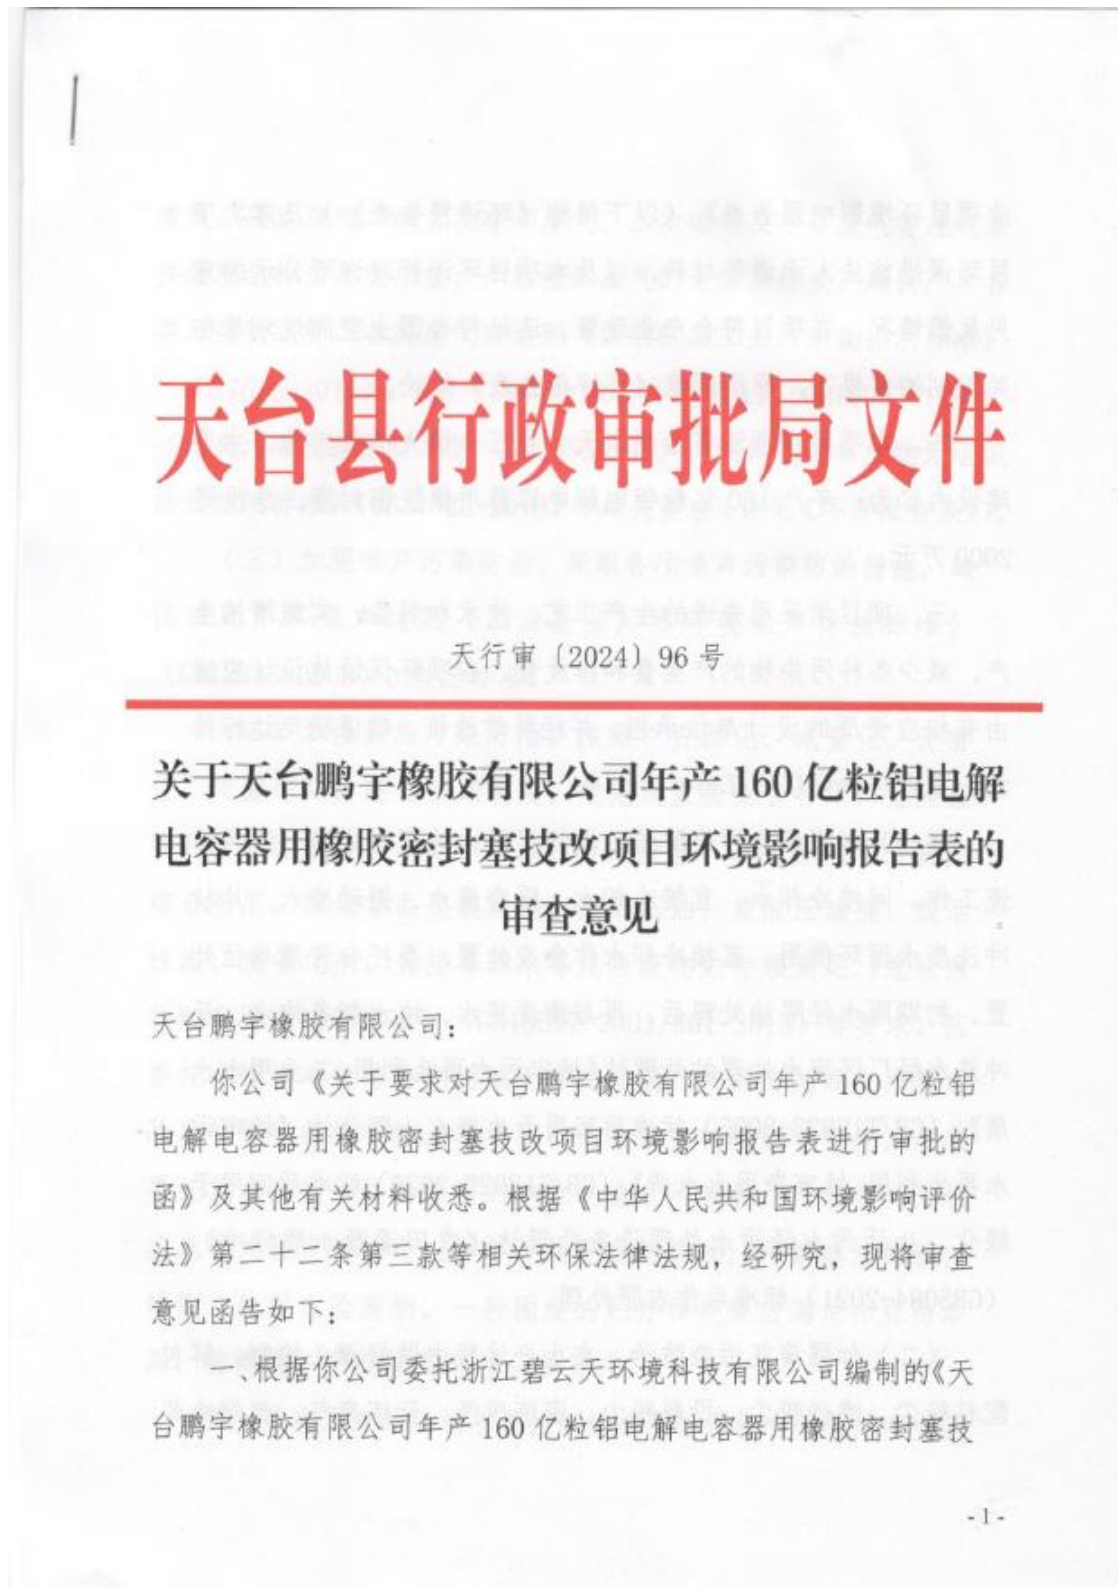 天台县行政审批局文件
天行审〔2024〕96号
关于天台鹏宇橡胶有限公司年产160亿粒铝电解
电容器用橡胶密封塞技改项目环境影响报告表的
审查意见
天台鹏宇橡胶有限公司：
你公司《关于要求对天台鹏宇橡胶有限公司年产160亿粒铝
电解电容器用橡胶密封塞技改项目环境影响报告表进行审批的
函》及其他有关材料收悉。根据《中华人民共和国环境影响评价
法》第二十二条第三款等相关环保法律法规，经研究，现将审查
意见函告如下：
一、根据你公司委托浙江碧云天环境科技有限公司编制的《天
台鹏宇橡胶有限公司年产160亿粒铝电解电容器用橡胶密封塞技
-1-